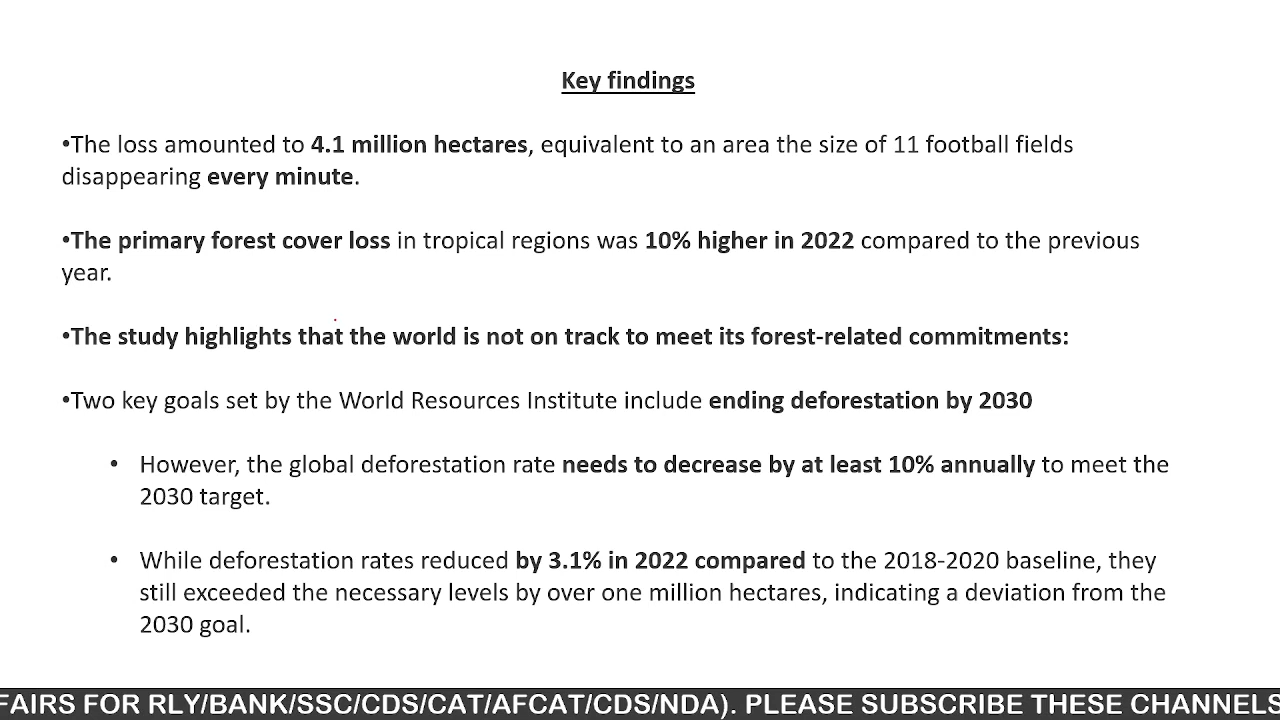 Key findings
•The loss amounted to 4.1 million hectares, equivalent to an area the size of 11 football fields
disappearing every minute.
•The primary forest cover loss in tropical regions was 10% higher in 2022 compared to the previous
year.
•The study highlights that the world is not on track to meet its forest-related commitments:
•Two key goals set by the World Resources Institute include ending deforestation by 2030
• However, the global deforestation rate needs to decrease by at least 10% annually to meet the
2030 target.
• While deforestation rates reduced by 3.1% in 2022 compared to the 2018-2020 baseline, they
still exceeded the necessary levels by over one million hectares, indicating a deviation from the
2030 goal.
FAIRS FOR RLY/BANK/SSC/CDS/CAT/AFCAT/CDS/NDA). PLEASE SUBSCRIBE THESE CHANNELS